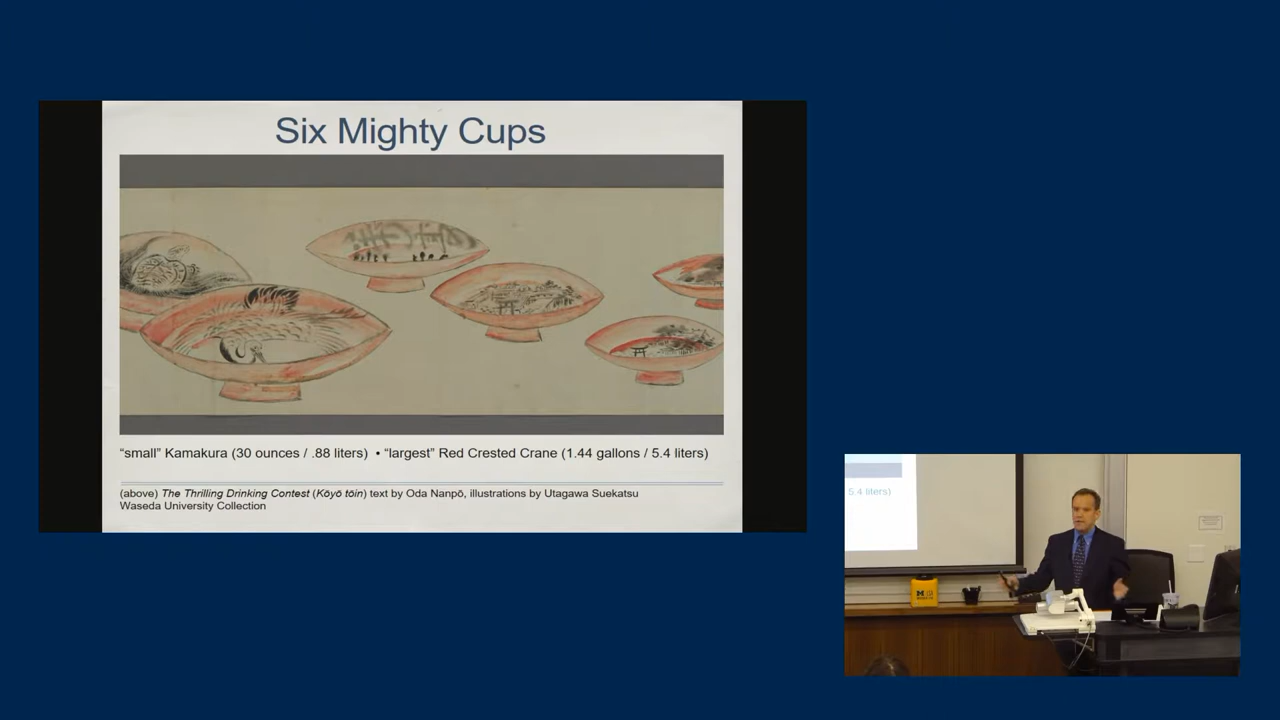 Six Mighty Cups
“small” Kamakura (30 ounces / .88 liters) • “largest” Red Crested Crane (1.44 gallons / 5.4 liters)
(above) The Thrilling Drinking Contest (Kōyō tōin) text by Oda Nanpō, illustrations by Utagawa Suekatsu
Waseda University Collection
5.4 liters)
M